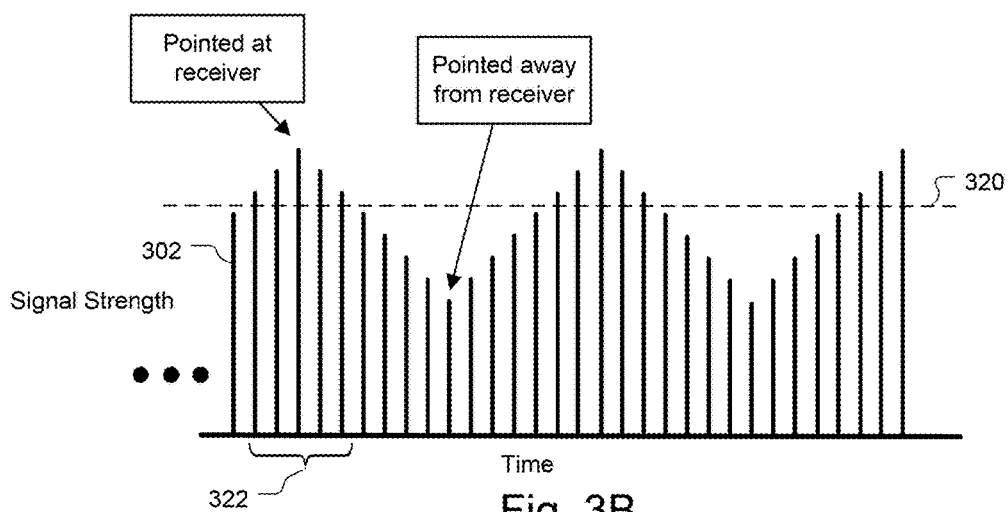 Pointed at
receiver
Pointed away
from receiver
320
302
Signal Strength
Time
322
Fig. 3B